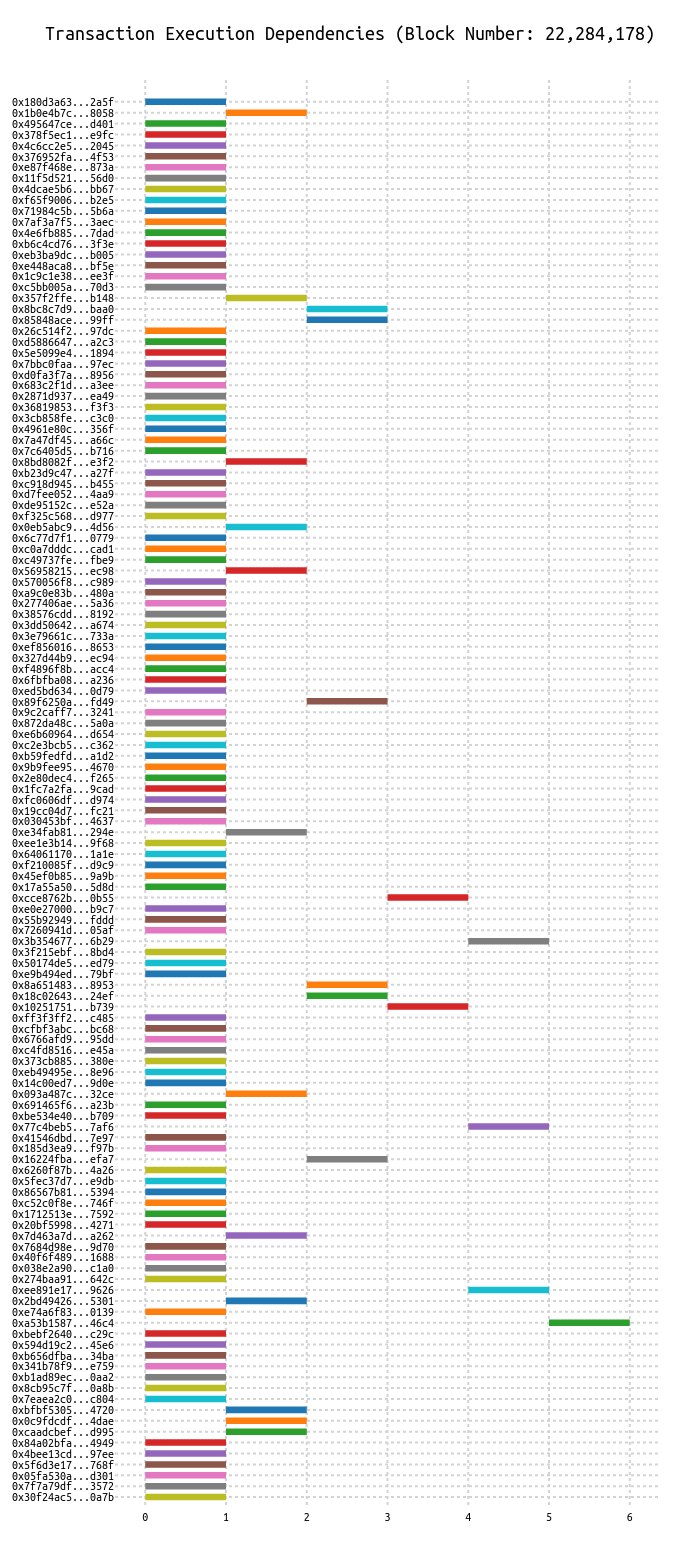 Transaction Execution Dependencies (Block Number: 22,284,178)
0x180d3a63...2a5f
0x1b0e4b7c...8058
0x495647ce...d401
0x378f5ec1...e9fc
0x4c6cc2e5...2045
0x376952fa...4f53
0xe87f468e...873a
0x11f5d521...56d0
0x4dcae5b6...bb67
0xf65f9006...b2e5
0x71984c5b...5b6a
0x7af3a7f5...3aec
0x4e6fb885...7dad
0xb6c4cd76...3f3e
0xeb3ba9dc...b005
0xe448aca8...bf5e
0x1c9c1e38...ee3f
0xc5bb005a...70d3
0x357f2ffe...b148
0x8bc8c7d9...baa0
0x85848ace...99ff
0x26c514f2...97dc
0xd5886647...a2c3
0x5e5099e4...1894
0x7bbc0faa...97ec
0xd0fa3f7a...8956
0x683c2f1d...a3ee
0x2871d937...ea49
0x36819853...f3f3
0x3cb858fe...c3c0
0x4961e80c...356f
0x7a47df45...a66c
0x7c6405d5...b716
0x8bd8082f...e3f2
0xb23d9c47...a27f
0xc918d945...b455
0xd7fee052...4aa9
0xde95152c...e52a
0xf325c568...d977
0x0eb5abc9...4d56
0x6c77d7f1...0779
0xc0a7dddc...cad1
0xc49737fe...fbe9
0x56958215...ec98
0x570056f8...c989
0xa9c0e83b...480a
0x277406ae...5a36
0x38576cdd...8192
0x3dd50642...a674
0x3e79661c...733a
0xef856016...8653
0x327d44b9...ec94
0xf4896f8b...acc4
0x6fbfba08...a236
0xed5bd634...0d79
0x89f6250a...fd49
0x9c2caff7...3241
0x872da48c...5a0a
0xe6b60964...d654
0xc2e3bcb5...c362
0xb59fedfd...a1d2
0x9b9fee95...4670
0x2e80dec4...f265
0x1fc7a2fa...9cad
0xfc0606df...d974
0x19cc04d7...fc21
0x030453bf...4637
0xe34fab81...294e
0xee1e3b14...9f68
0x64061170...1a1e
0xf210085f...d9c9
0x45ef0b85...9a9b
0x17a55a50...5d8d
0xcce8762b...0b55
0xe0e27000...b9c7
0x55b92949...fddd
0x7260941d...05af
0x3b354677...6b29
0x3f215ebf...8bd4
0x50174de5...ed79
0xe9b494ed...79bf
0x8a651483...8953
0x18c02643...24ef
0x10251751...b739
0xff3f3ff2...c485
0xcfbf3abc...bc68
0x6766afd9...95dd
0xc4fd8516...e45a
0x373cb885...380e
0xeb49495e...8e96
0x14c00ed7...9d0e
0x093a487c...32ce
0x691465f6...a23b
0xbe534e40...b709
0x77c4beb5...7af6
0x41546dbd...7e97
0x185d3ea9...f97b
0x16224fba...efa7
0x6260f87b...4a26
0x5fec37d7...e9db
0x86567b81...5394
0xc52c0f8e...746f
0x1712513e...7592
0x20bf5998...4271
0x7d463a7d...a262
0x7684d98e...9d70
0x40f6f489...1688
0x038e2a90...c1a0
0x274baa91...642c
0xee891e17...9626
0x2bd49426...5301
0xe74a6f83...0139
0xa53b1587...46c4
0xbebf2640...c29c
0x594d19c2...45e6
0xb656dfba...34ba
0x341b78f9...e759
0xb1ad89ec...0aa2
0x8cb95c7f...0a8b
0x7eaea2c0...c804
0xbfbf5305...4720
0x0c9fdcdf...4dae
0xcaadcbef...d995
0x84a02bfa...4949
0x4bee13cd...97ee
0x5f6d3e17...768f
0x05fa530a...d301
0x7f7a79df...3572
0x30f24ac5...0a7b
0 1 2 3 4 5 6